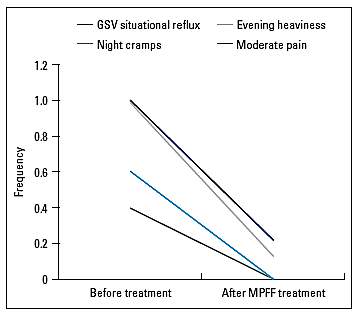 GSV situational reflux
Evening heaviness
Night cramps
Moderate pain
1.2
1.0
0.8
0.6
0.4
0.2
0
Frequency
Before treatment
After MPFF treatment